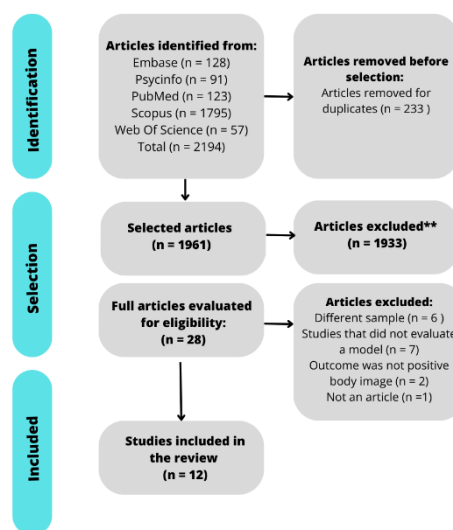 Identification
Articles identified from:
Embase (n = 128)
Psycinfo (n = 91)
PubMed (n = 123)
Scopus (n = 1795)
Web Of Science (n = 57)
Total (n = 2194)
Articles removed before
selection:
Articles removed for
duplicates (n = 233 )
Selection
Selected articles
(n = 1961)
Articles excluded**
(n = 1933)
Full articles evaluated
for eligibility:
(n = 28)
Articles excluded:
Different sample (n = 6 )
Studies that did not evaluate
a model (n = 7)
Outcome was not positive
body image (n = 2)
Not an article (n =1)
Included
Studies included in
the review
(n = 12)